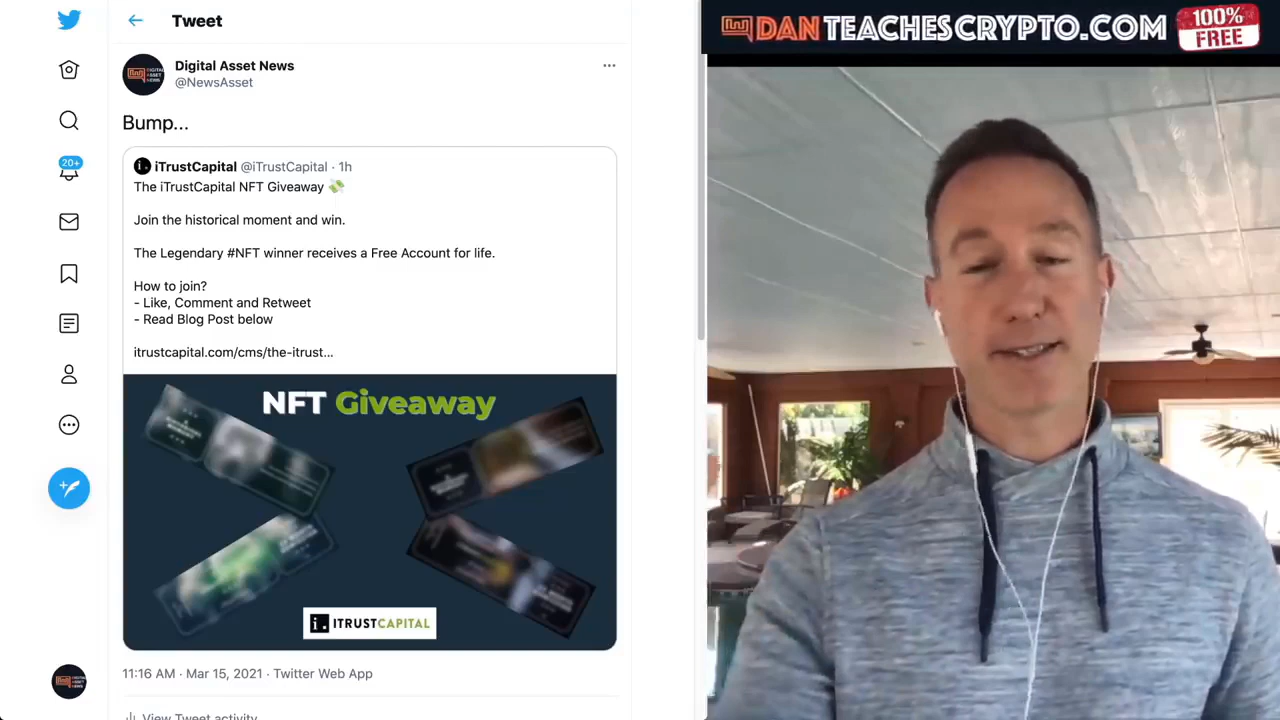 Tweet
Digital Asset News
@NewsAsset
Bump...
iTrustCapital @iTrustCapital · 1h
The iTrustCapital NFT Giveaway 💸
Join the historical moment and win.
The Legendary #NFT winner receives a Free Account for life.
How to join?
- Like, Comment and Retweet
- Read Blog Post below
itrustcapital.com/cms/the-itrust...
NFT Giveaway
i. ITRUSTCAPITAL
11:16 AM · Mar 15, 2021 · Twitter Web App
View Tweet activity
20+
DANTEACHESCRYPTO.COM
100%
FREE